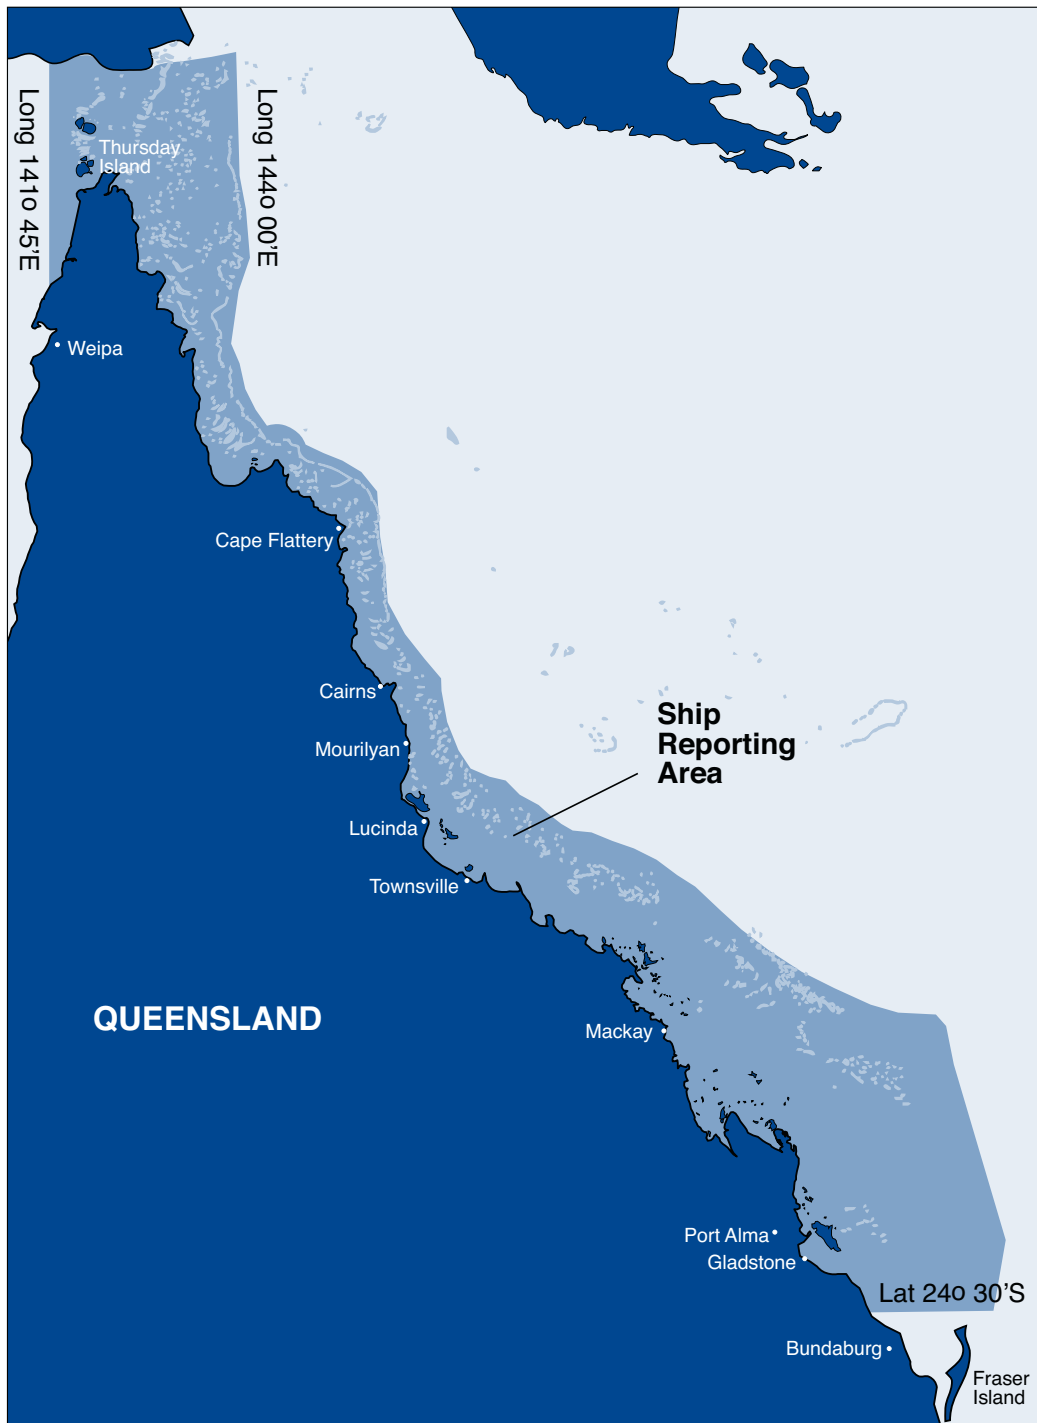 Long 141o 45'E
Thursday
Island
Long 144o 00'E
Weipa
Cape Flattery
Cairns
Mourilyan
Lucinda
Townsville
Ship
Reporting
Area
QUEENSLAND
Mackay
Port Alma
Gladstone
Lat 24o 30'S
Bundaburg
Fraser
Island